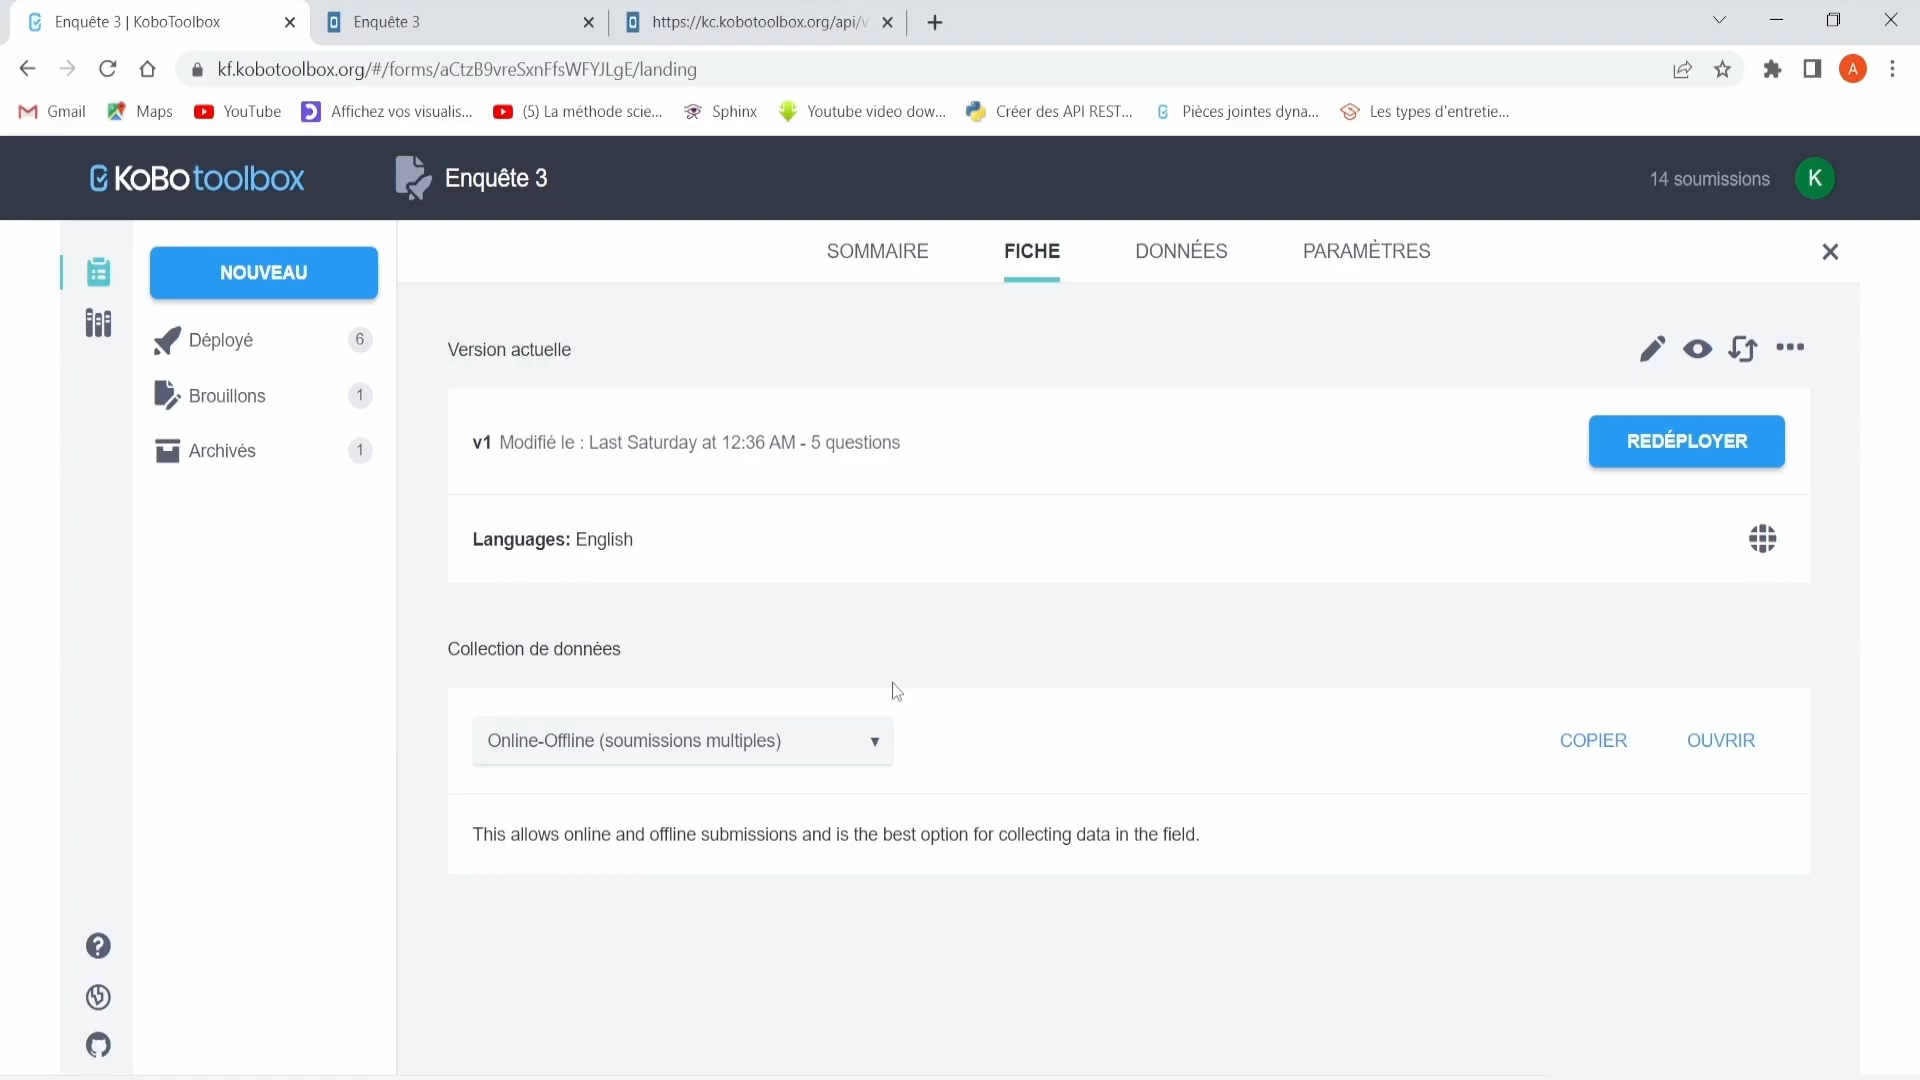 Enquête 3 | KoboToolbox
Enquête 3
https://kc.kobotoolbox.org/api/v
kf.kobotoolbox.org/#/forms/aCtzB9vreSxnFfsWFYJLgE/landing
A
Gmail
Maps
YouTube
Affichez vos visualis...
(5) La méthode scie...
Sphinx
Youtube video dow...
Créer des API REST...
Pièces jointes dyna...
Les types d'entretie...
KoBo toolbox
Enquête 3
14 soumissions
K
NOUVEAU
Déployé 6
Brouillons 1
Archivés 1
SOMMAIRE
FICHE
DONNÉES
PARAMÈTRES
Version actuelle
v1 Modifié le : Last Saturday at 12:36 AM - 5 questions
REDÉPLOYER
Languages: English
Collection de données
Online-Offline (soumissions multiples)
COPIER
OUVRIR
This allows online and offline submissions and is the best option for collecting data in the field.